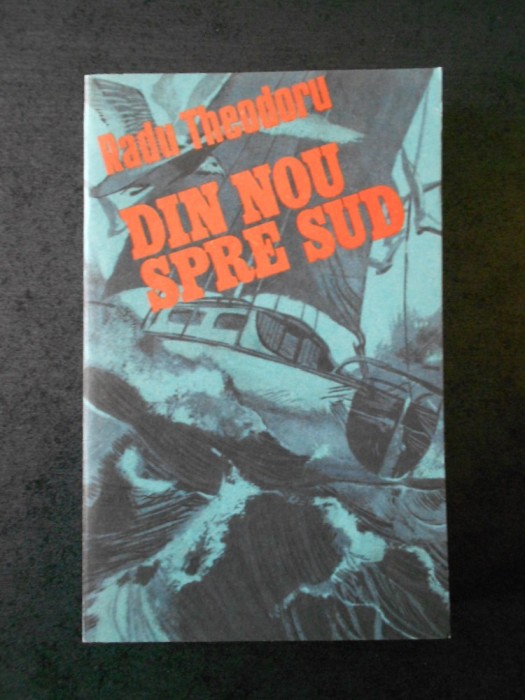 Radu Theodoru
DIN NOU
SPRE SUD